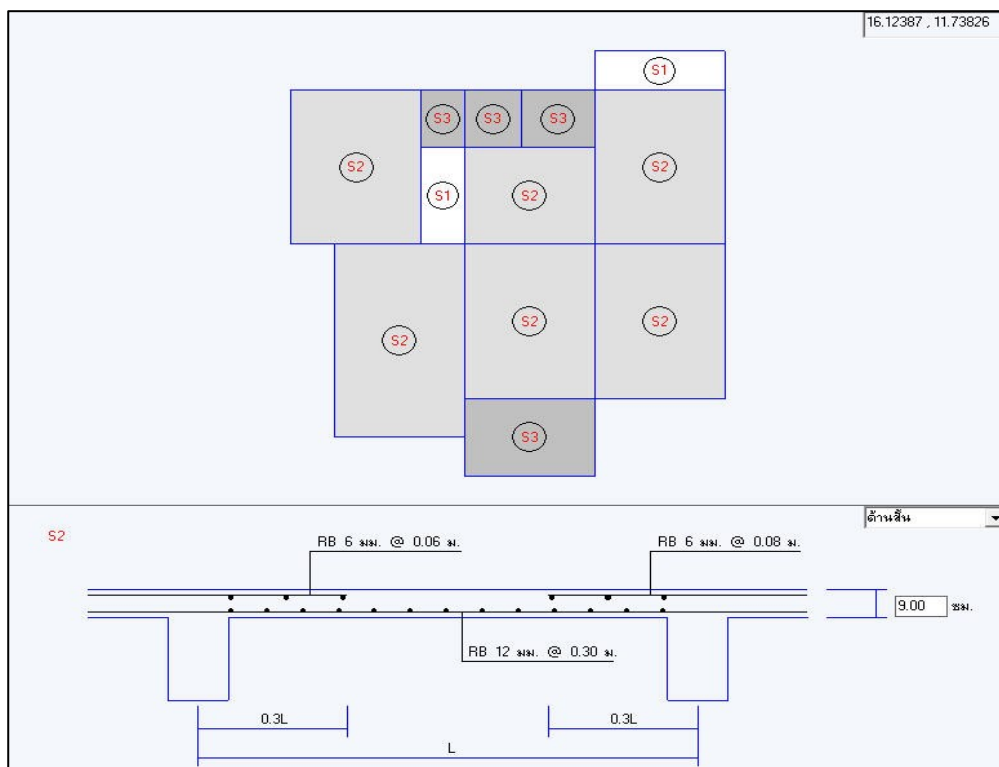 16.12387 , 11.73826
S1
S3 S3 S3
S2 S2
S1 S2
S2 S2
S2
S3
ด้านสั้น
S2
RB 6 มม. @ 0.06 ม. RB 6 มม. @ 0.08 ม.
9.00 ซม.
RB 12 มม. @ 0.30 ม.
0.3L 0.3L
L